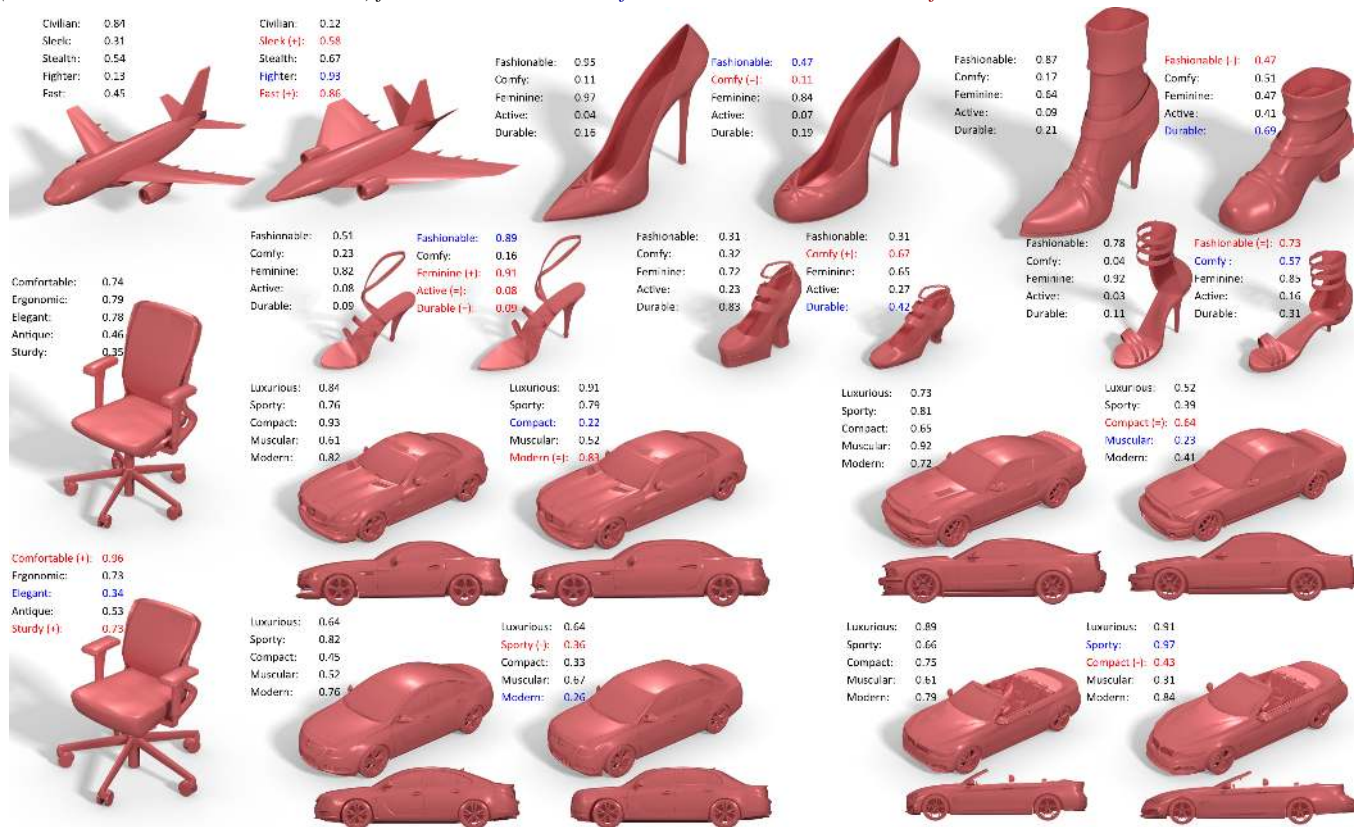 Civilian: 0.84
Sleek: 0.31
Stealth: 0.54
Fighter: 0.13
Fast: 0.45
Civilian: 0.12
Sleek (+): 0.58
Stealth: 0.67
Fighter: 0.93
Fast (+): 0.86
Fashionable: 0.95
Comfy: 0.11
Feminine: 0.97
Active: 0.04
Durable: 0.16
Fashionable: 0.47
Comfy (–): 0.11
Feminine: 0.84
Active: 0.07
Durable: 0.19
Fashionable: 0.87
Comfy: 0.17
Feminine: 0.64
Active: 0.09
Durable: 0.21
Fashionable (-): 0.47
Comfy: 0.51
Feminine: 0.47
Active: 0.41
Durable: 0.69
Comfortable: 0.74
Ergonomic: 0.79
Elegant: 0.78
Antique: 0.46
Sturdy: 0.35
Fashionable: 0.51
Comfy: 0.23
Feminine: 0.82
Active: 0.08
Durable: 0.09
Fashionable: 0.89
Comfy: 0.16
Feminine (+): 0.91
Active (=): 0.08
Durable (–): 0.09
Fashionable: 0.31
Comfy: 0.32
Feminine: 0.72
Active: 0.23
Durable: 0.83
Fashionable: 0.31
Comfy (+): 0.67
Feminine: 0.65
Active: 0.27
Durable: 0.42
Fashionable: 0.78
Comfy: 0.04
Feminine: 0.92
Active: 0.03
Durable: 0.11
Fashionable (=): 0.73
Comfy : 0.57
Feminine: 0.85
Active: 0.16
Durable: 0.31
Luxurious: 0.84
Sporty: 0.76
Compact: 0.93
Muscular: 0.61
Modern: 0.82
Luxurious: 0.91
Sporty: 0.79
Compact: 0.22
Muscular: 0.52
Modern (=): 0.83
Luxurious: 0.73
Sporty: 0.81
Compact: 0.65
Muscular: 0.92
Modern: 0.72
Luxurious: 0.52
Sporty: 0.39
Compact (=): 0.64
Muscular: 0.23
Modern: 0.41
Comfortable (+): 0.96
Ergonomic: 0.73
Elegant: 0.34
Antique: 0.53
Sturdy (+): 0.73
Luxurious: 0.64
Sporty: 0.82
Compact: 0.45
Muscular: 0.52
Modern: 0.76
Luxurious: 0.64
Sporty (-): 0.36
Compact: 0.33
Muscular: 0.67
Modern: 0.26
Luxurious: 0.89
Sporty: 0.66
Compact: 0.75
Muscular: 0.61
Modern: 0.79
Luxurious: 0.91
Sporty: 0.97
Compact (–): 0.43
Muscular: 0.31
Modern: 0.84